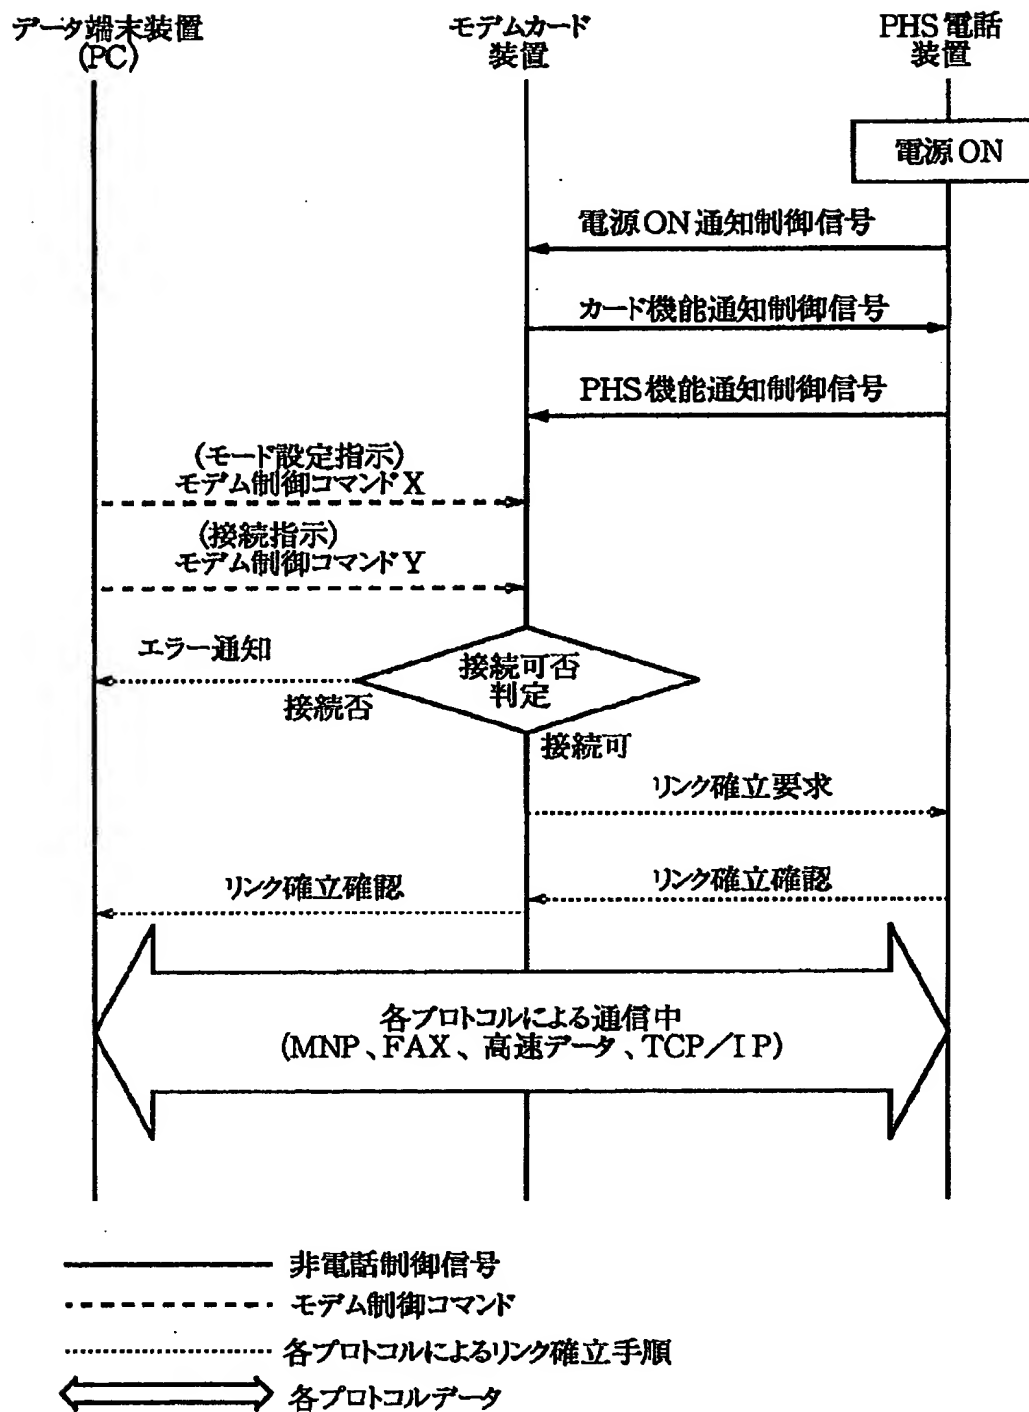 データ端末装置
(PC)
モデムカード
装置
PHS電話
装置
電源ON
電源ON通知制御信号
カード機能通知制御信号
PHS機能通知制御信号
(モード設定指示)
モデム制御コマンドX
(接続指示)
モデム制御コマンドY
エラー通知
接続可否
判定
接続否
接続可
リンク確立要求
リンク確立確認
リンク確立確認
各プロトコルによる通信中
(MNP、FAX、高速データ、TCP/IP)
非電話制御信号
モデム制御コマンド
各プロトコルによるリンク確立手順
各プロトコルデータ